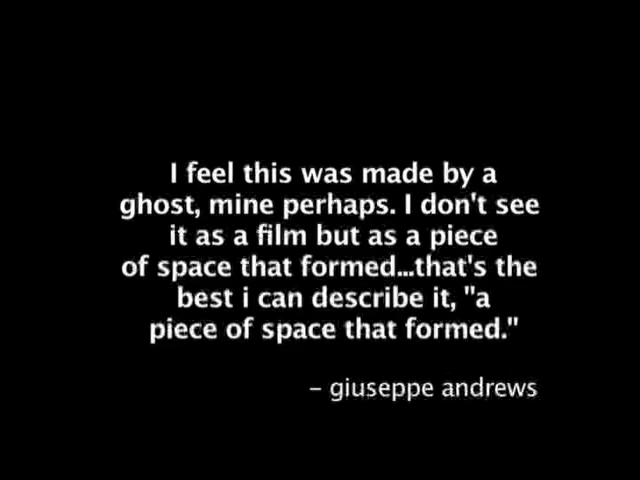 I feel this was made by a
ghost, mine perhaps. I don't see
it as a film but as a piece
of space that formed...that's the
best i can describe it, "a
piece of space that formed."
– giuseppe andrews